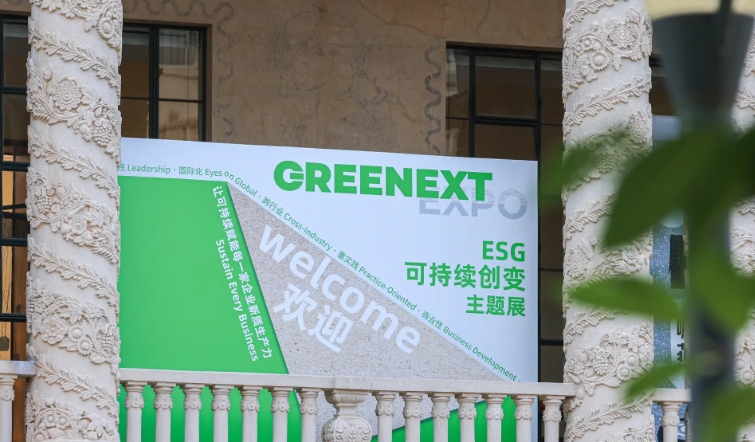 GREENEXT
EXPO
性 Leadership · 国际化 Eyes on Global · 跨行业 Cross-Industry · 重实践 Practice-Oriented · 商业性 Business Development
ESG
可持续创变
主题展
让可持续赋能每一家企业新质生产力
Sustain Every Business
welcome
欢迎